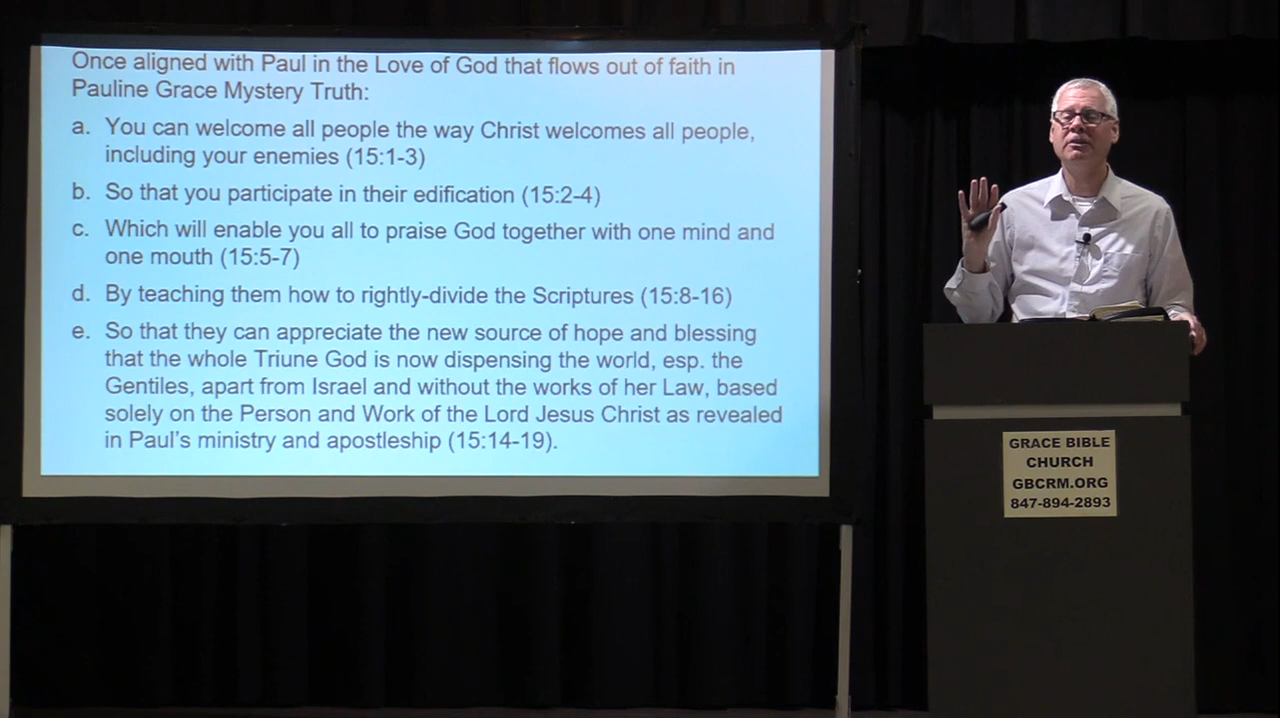 Once aligned with Paul in the Love of God that flows out of faith in
Pauline Grace Mystery Truth:
a. You can welcome all people the way Christ welcomes all people,
including your enemies (15:1-3)
b. So that you participate in their edification (15:2-4)
c. Which will enable you all to praise God together with one mind and
one mouth (15:5-7)
d. By teaching them how to rightly-divide the Scriptures (15:8-16)
e. So that they can appreciate the new source of hope and blessing
that the whole Triune God is now dispensing the world, esp. the
Gentiles, apart from Israel and without the works of her Law, based
solely on the Person and Work of the Lord Jesus Christ as revealed
in Paul's ministry and apostleship (15:14-19).
GRACE BIBLE
CHURCH
GBCRM.ORG
847-894-2893